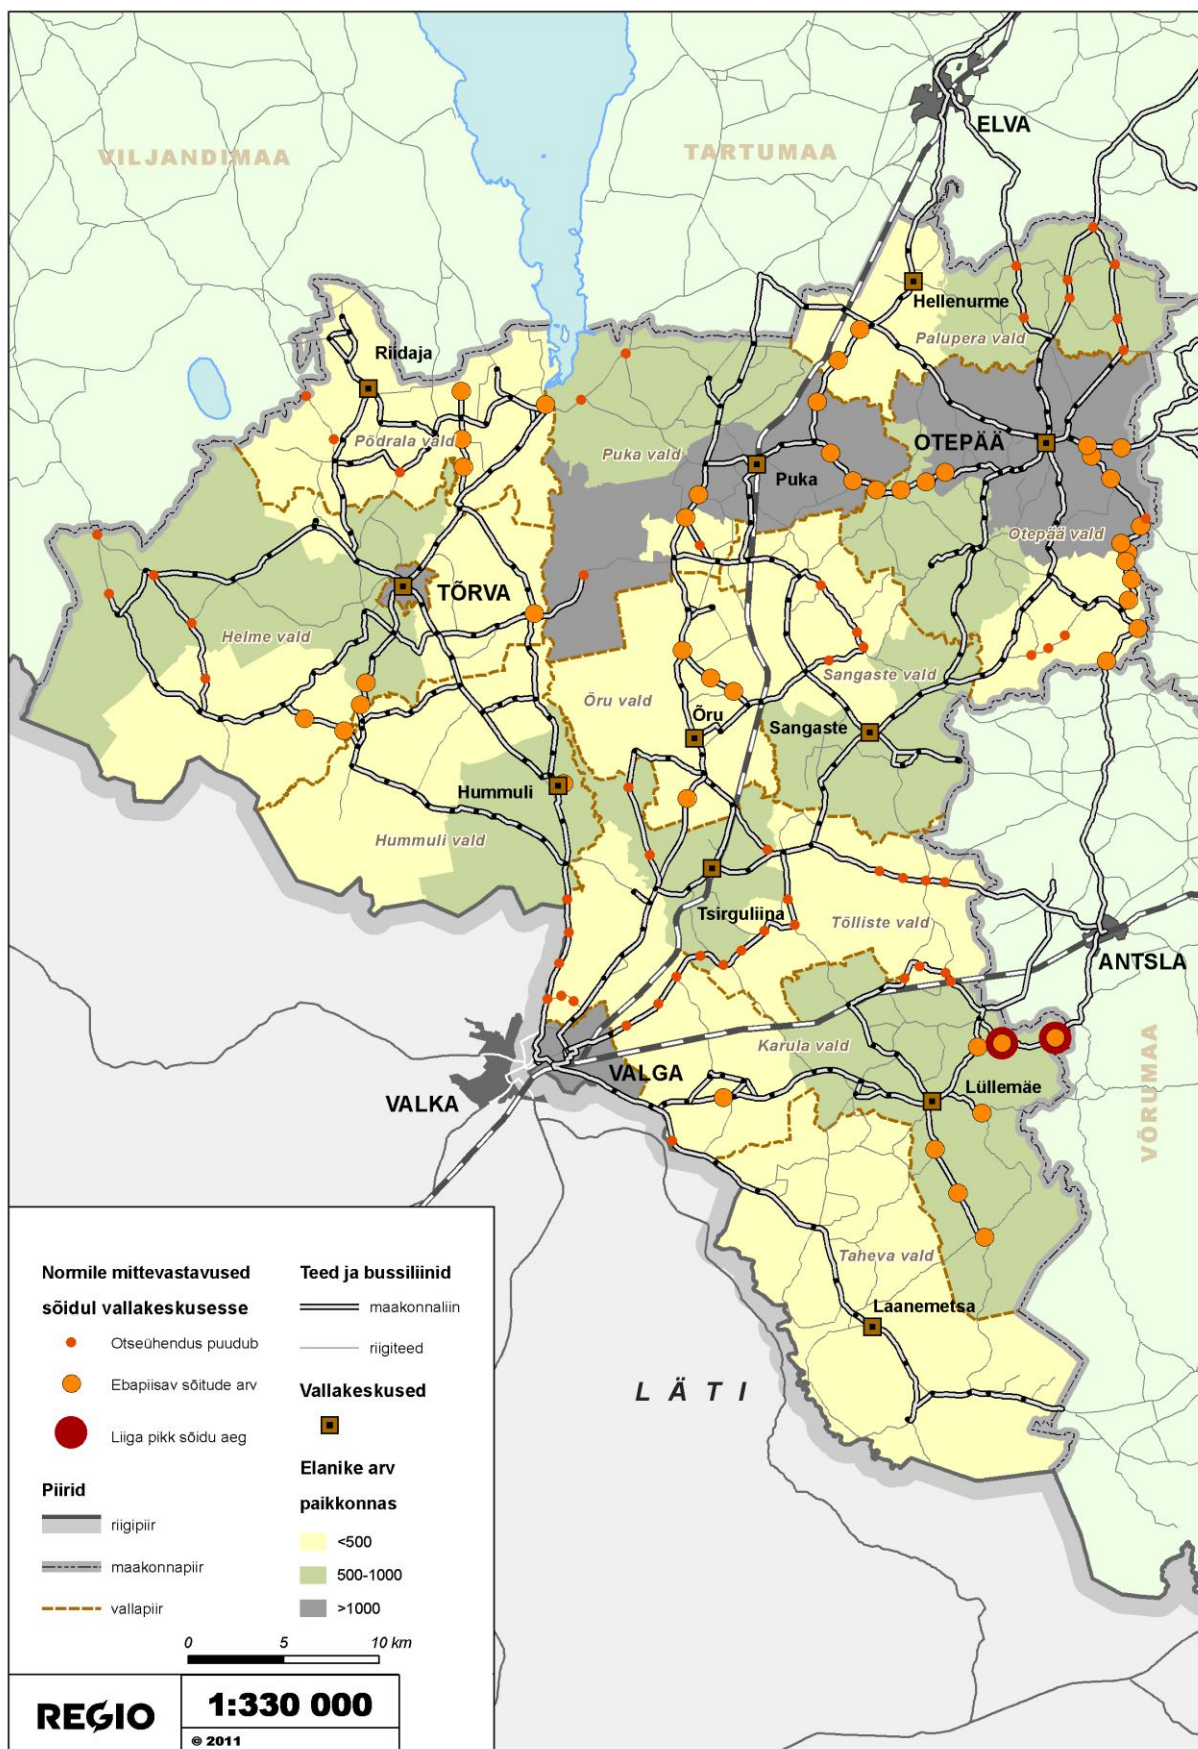 ELVA
VILJANDIMAA
TARTUMAA
Hellenurme
Palupera vald
Riidaja
Põdrala vald
OTEPÄÄ
Puka vald
Puka
Otepää vald
TÕRVA
Helme vald
Sangaste vald
Õru vald
Õru
Sangaste
Hummuli
Hummuli vald
Tsirguliina
Tõlliste vald
ANTSLA
Karula vald
VALGA
Lüllemäe
VALKA
VÕRUMAA
Taheva vald
Laanemetsa
LÄTI
Normile mittevastavused
sõidul vallakeskusesse
Otseühendus puudub
Ebapiisav sõitude arv
Liiga pikk sõidu aeg
Piirid
riigipiir
maakonnapiir
vallapiir
Teed ja bussiliinid
maakonnaliin
riigiteed
Vallakeskused
Elanike arv
paikkonnas
<500
500-1000
>1000
0 5 10 km
REGIO
1:330 000
© 2011